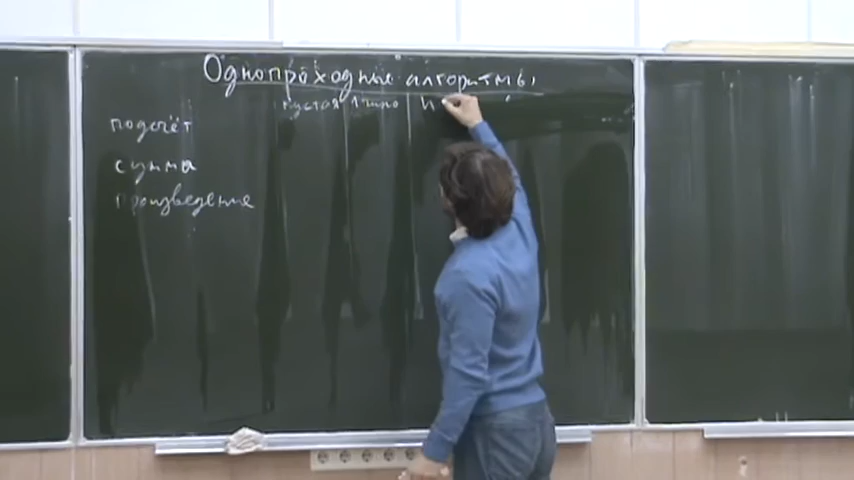 Однопроходные алгоритмы
пустая 1 число
подсчёт
сумма
произведение